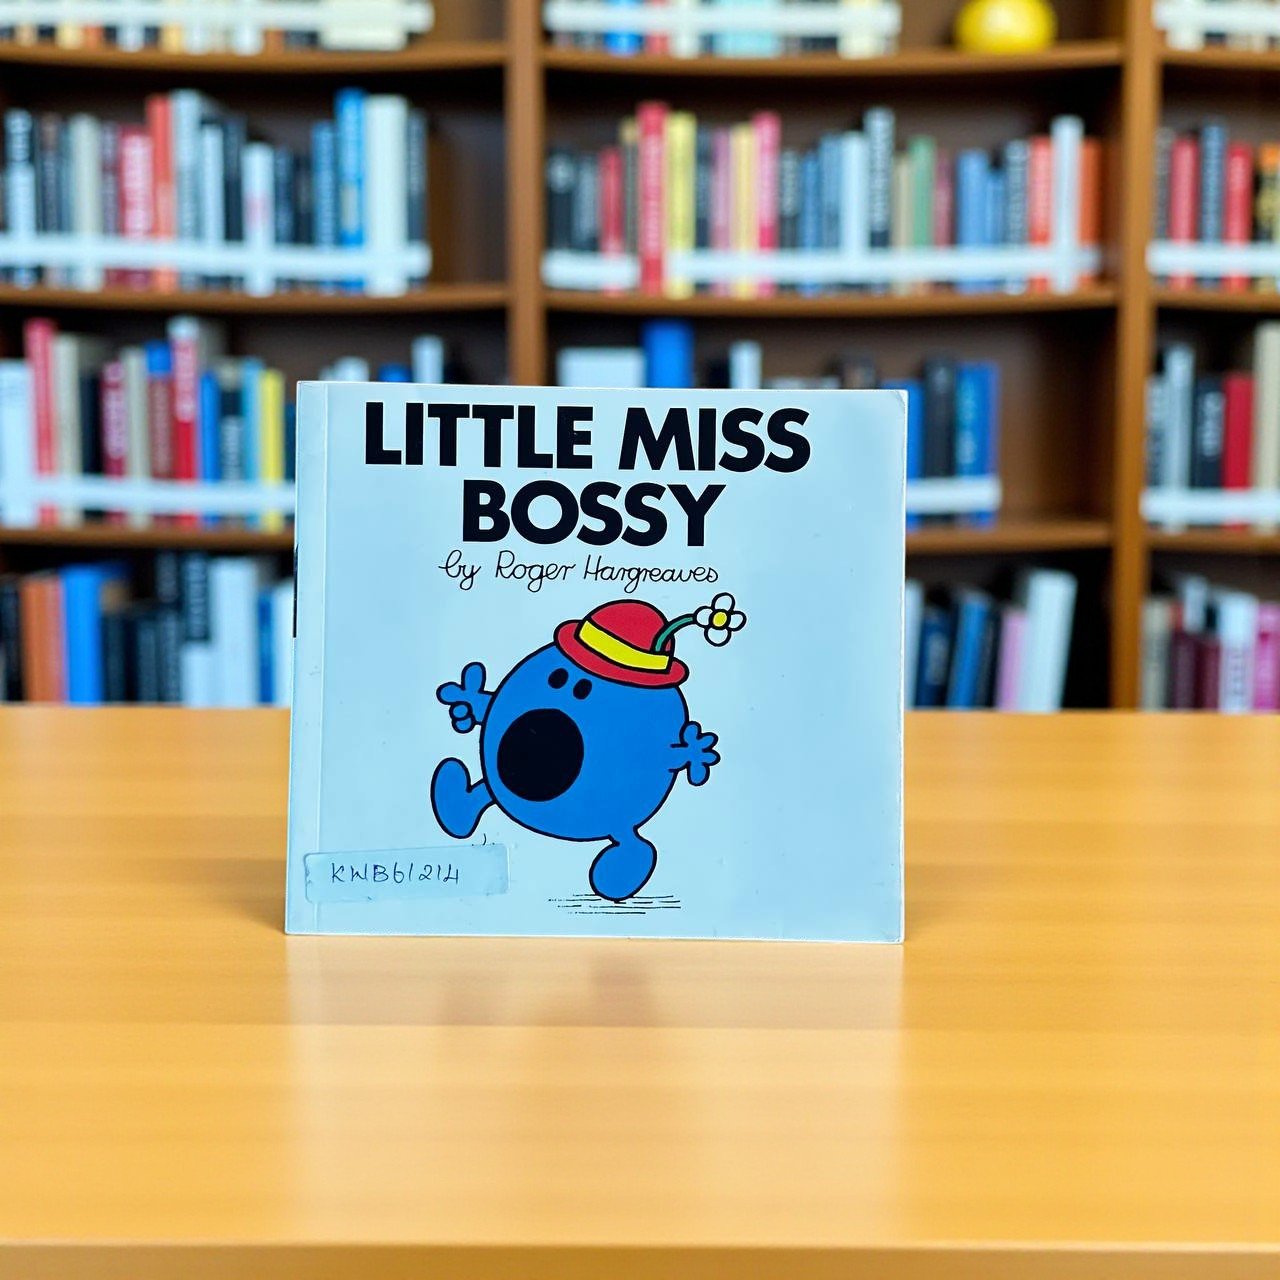 LITTLE MISS
BOSSY
by Roger Hargreaves
KWB61214